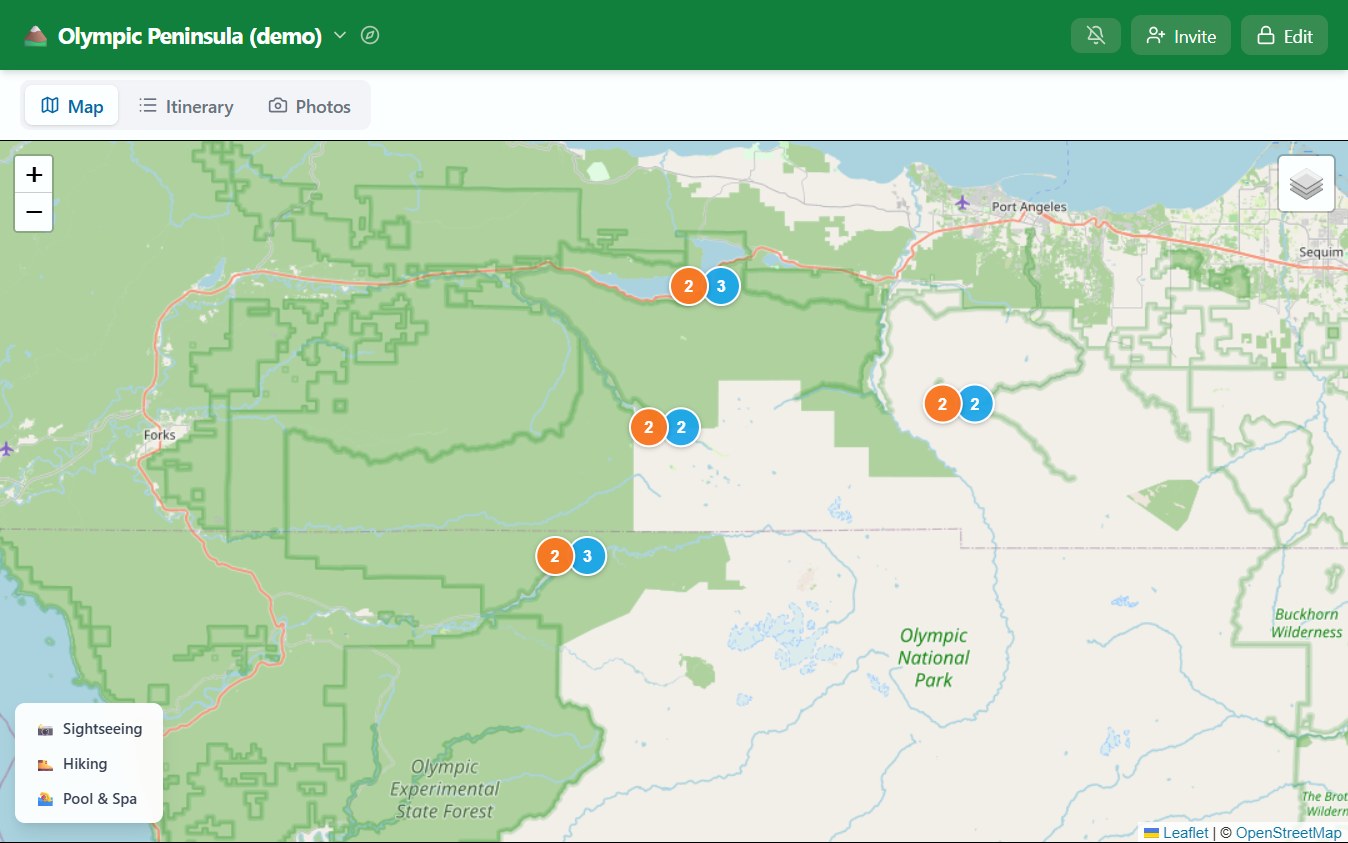 Olympic Peninsula (demo)
Invite
Edit
Map
Itinerary
Photos
+
−
Port Angeles
Sequim
2 3
2 2
2 2
Forks
2 3
Buckhorn
Wilderness
Olympic
National
Park
Sightseeing
Hiking
Pool & Spa
Olympic
Experimental
State Forest
The Brot
Wildern
Leaflet | © OpenStreetMap